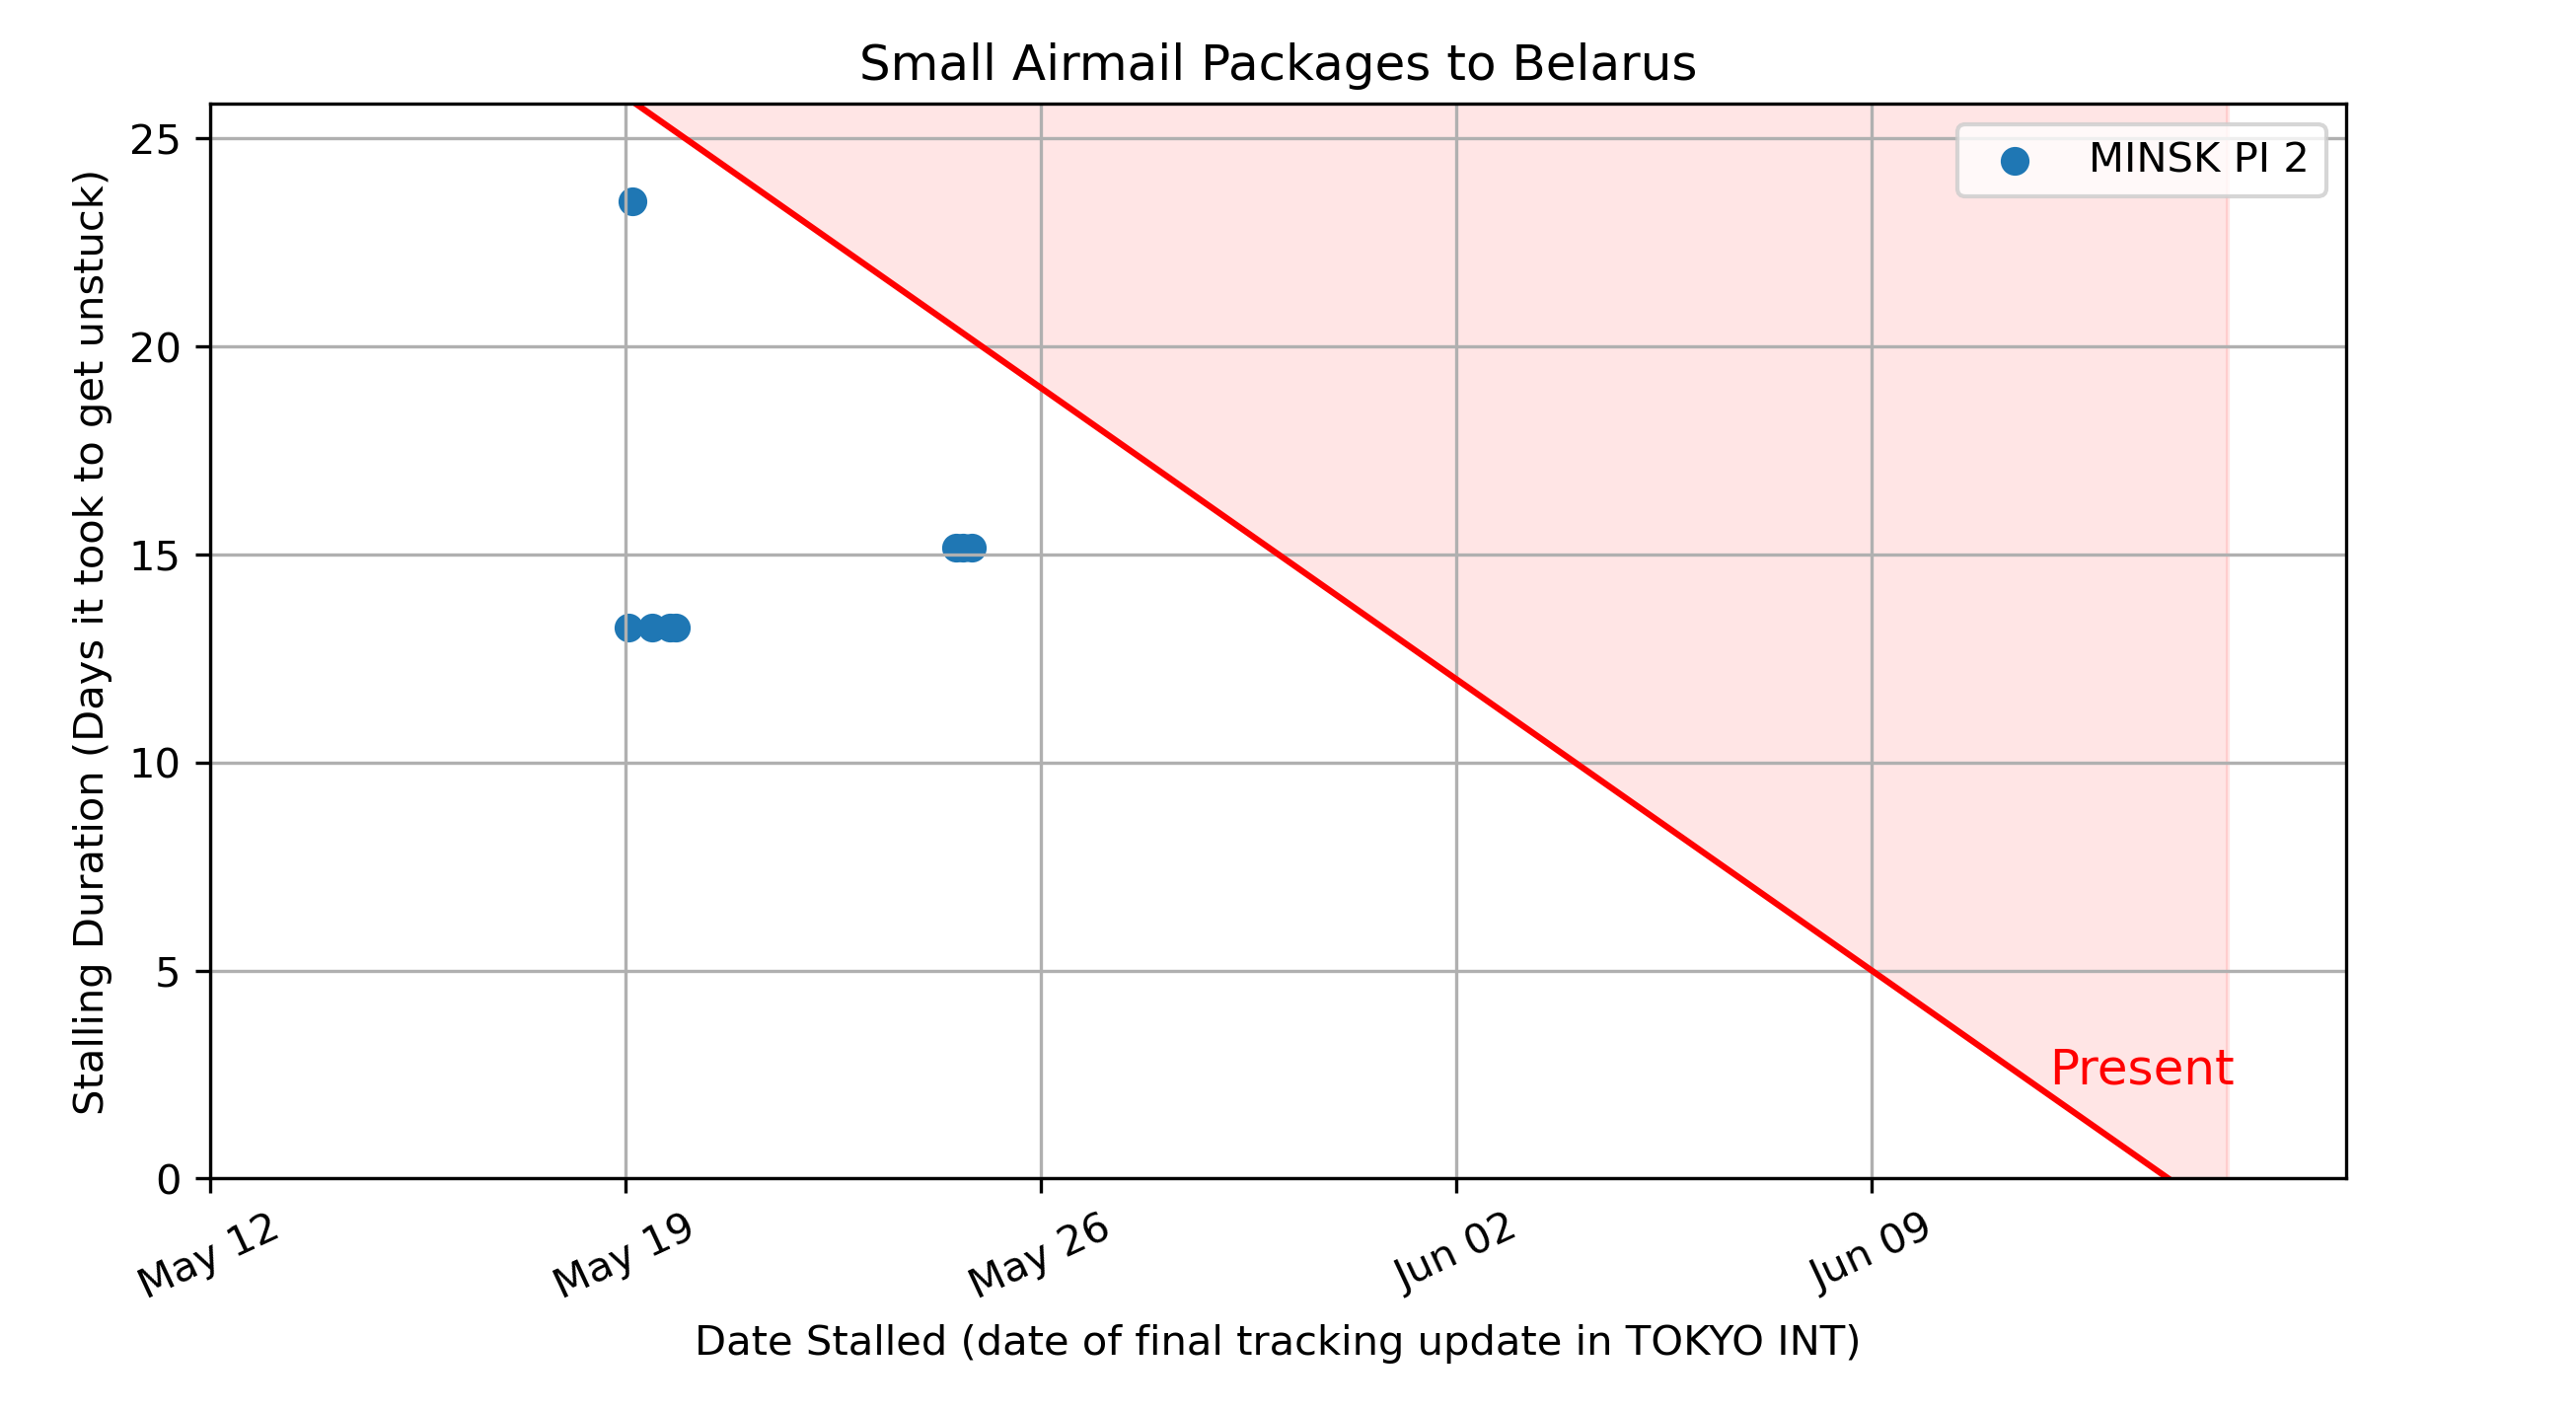 Small Airmail Packages to Belarus
MINSK PI 2
Stalling Duration (Days it took to get unstuck)
25
20
15
10
5
0
Present
May 12
May 19
May 26
Jun 02
Jun 09
Date Stalled (date of final tracking update in TOKYO INT)